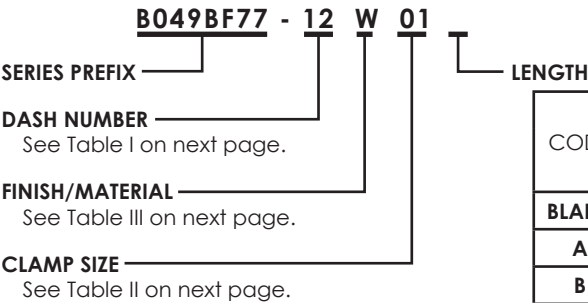 B049BF77 - 12 W 01 _
SERIES PREFIX
LENGTH
DASH NUMBER
See Table I on next page.
FINISH/MATERIAL
See Table III on next page.
CLAMP SIZE
See Table II on next page.
A
B